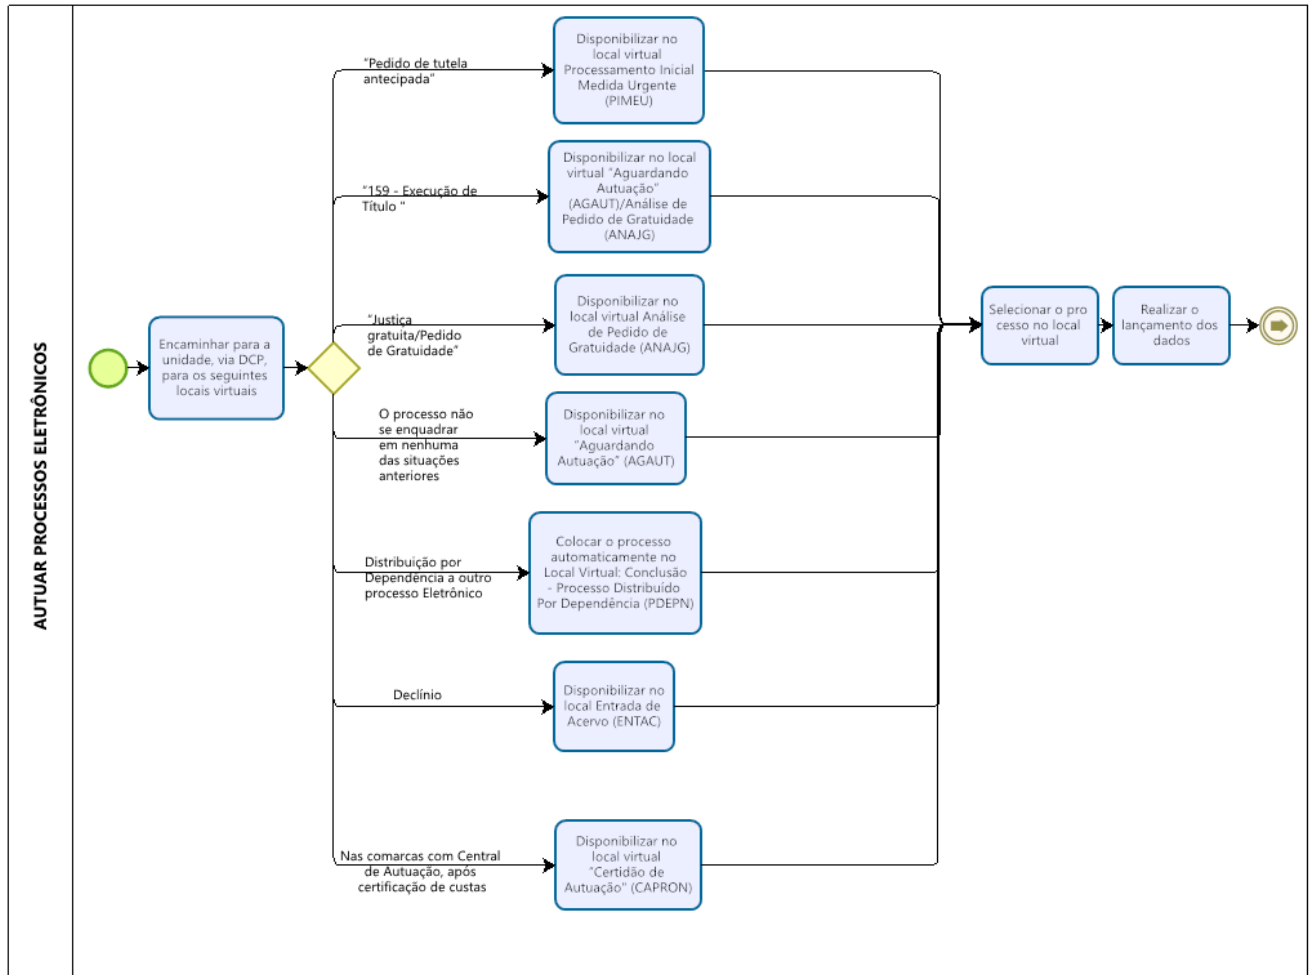 AUTUAR PROCESSOS ELETRÔNICOS
Encaminhar para a
unidade, via DCP,
para os seguintes
locais virtuais
"Pedido de tutela
antecipada"
Disponibilizar no
local virtual
Processamento Inicial
Medida Urgente
(PIMEU)
"159 - Execução de
Título "
Disponibilizar no local
virtual "Aguardando
Autuação"
(AGAUT)/Análise de
Pedido de Gratuidade
(ANAJG)
"Justiça
gratuita/Pedido
de Gratuidade"
Disponibilizar no
local virtual Análise
de Pedido de
Gratuidade (ANAJG)
O processo não
se enquadrar
em nenhuma
das situações
anteriores
Disponibilizar no
local virtual
"Aguardando
Autuação" (AGAUT)
Distribuição por
Dependência a outro
processo Eletrônico
Colocar o processo
automaticamente no
Local Virtual: Conclusão
- Processo Distribuído
Por Dependência (PDEPN)
Declínio
Disponibilizar no
local Entrada de
Acervo (ENTAC)
Nas comarcas com Central
de Autuação, após
certificação de custas
Disponibilizar no
local virtual
"Certidão de
Autuação" (CAPRON)
Selecionar o pro
cesso no local
virtual
Realizar o
lançamento dos
dados